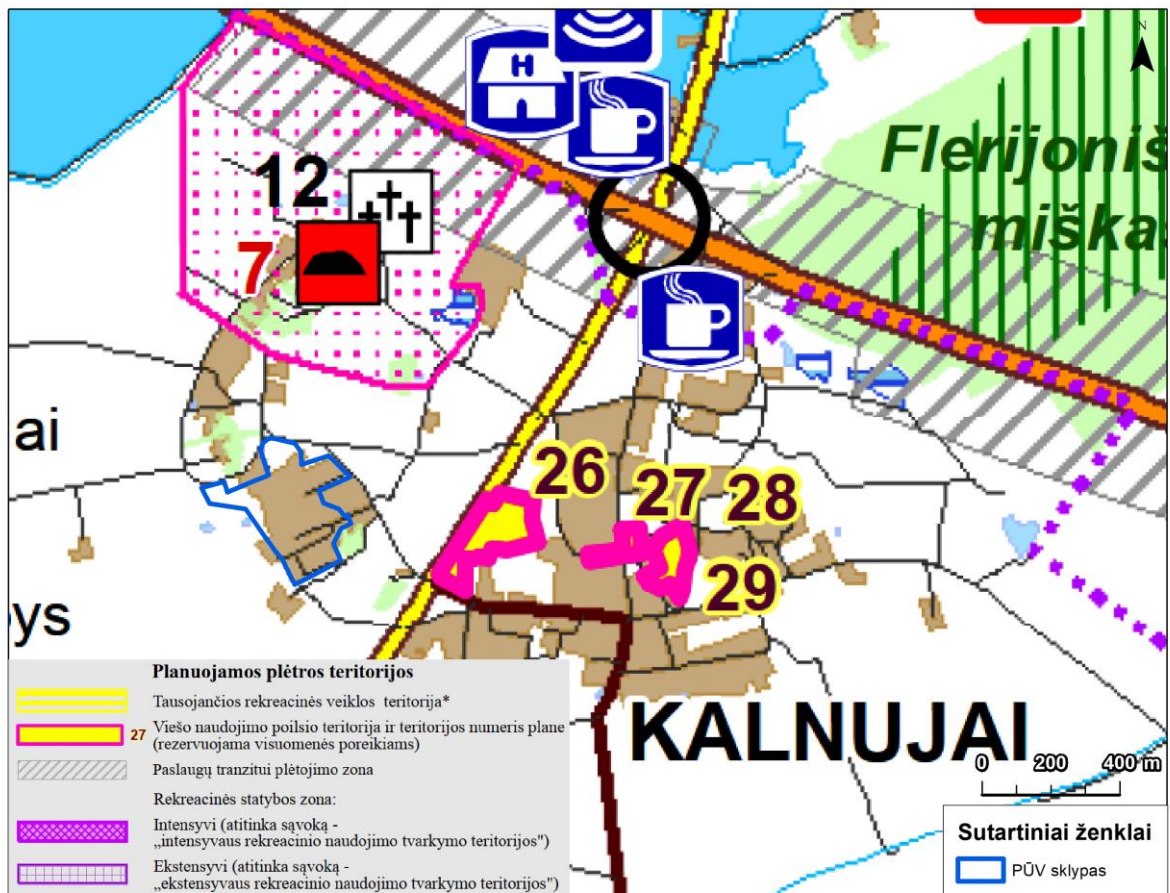 N
H
Flerijoniš
miška
12
7
ai
26
27
28
29
ys
KALNUJAI
0 200 400 m
Planuojamos plėtros teritorijos
Tausojančios rekreacinės veiklos teritorija*
27 Viešo naudojimo poilsio teritorija ir teritorijos numeris plane
(rezervuojama visuomenės poreikiams)
Paslaugų tranzitui plėtojimo zona
Rekreacinės statybos zona:
Intensyvi (atitinka sąvoką -
„intensyvaus rekreacinio naudojimo tvarkymo teritorijos")
Ekstensyvi (atitinka sąvoką -
„ekstensyvaus rekreacinio naudojimo tvarkymo teritorijos")
Sutartiniai ženklai
PŪV sklypas